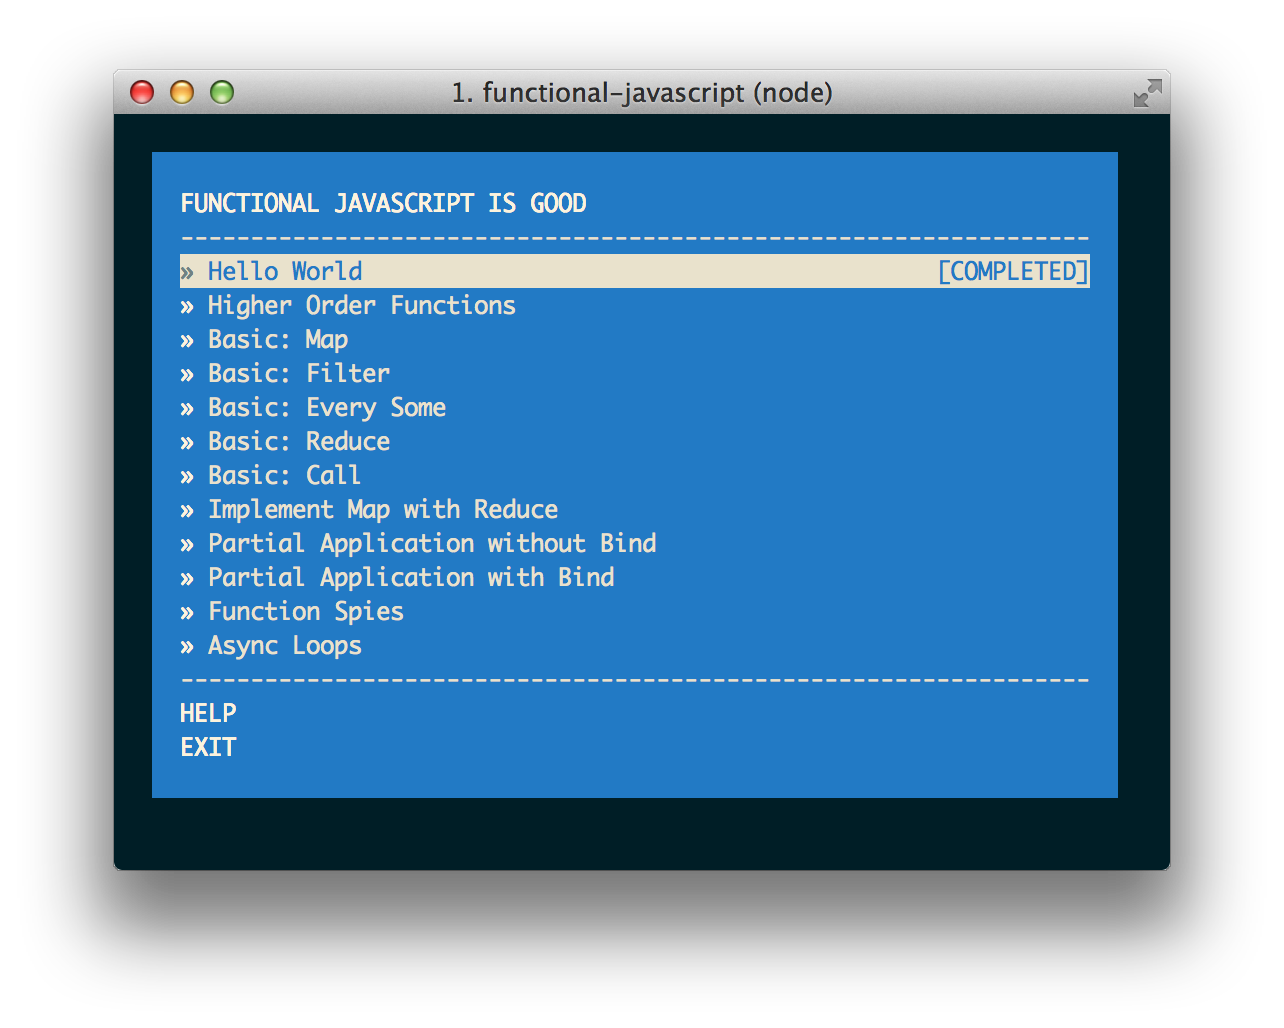 1. functional-javascript (node)
FUNCTIONAL JAVASCRIPT IS GOOD
-----------------------------------------------------------------
» Hello World [COMPLETED]
» Higher Order Functions
» Basic: Map
» Basic: Filter
» Basic: Every Some
» Basic: Reduce
» Basic: Call
» Implement Map with Reduce
» Partial Application without Bind
» Partial Application with Bind
» Function Spies
» Async Loops
-----------------------------------------------------------------
HELP
EXIT